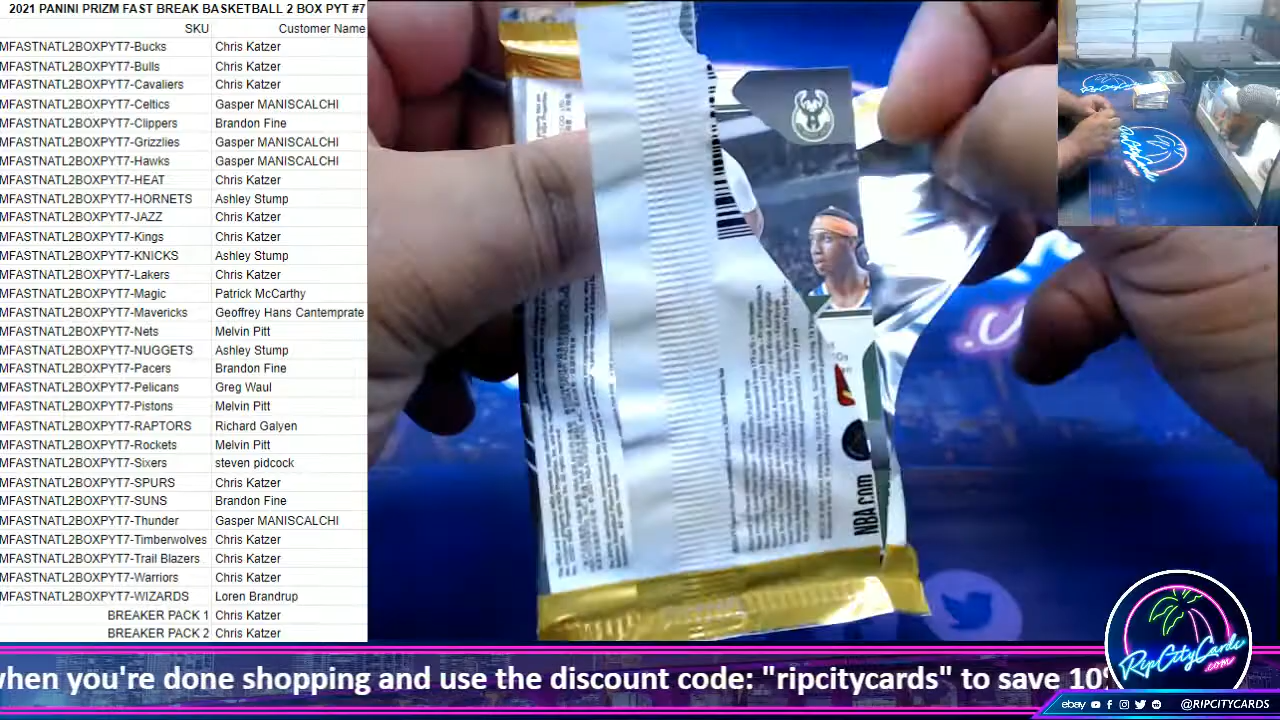 2021 PANINI PRIZM FAST BREAK BASKETBALL 2 BOX PYT #7
SKU Customer Name
MFASTNATL2BOXPYT7-Bucks Chris Katzer
MFASTNATL2BOXPYT7-Bulls Chris Katzer
MFASTNATL2BOXPYT7-Cavaliers Chris Katzer
MFASTNATL2BOXPYT7-Celtics Gasper MANISCALCHI
MFASTNATL2BOXPYT7-Clippers Brandon Fine
MFASTNATL2BOXPYT7-Grizzlies Gasper MANISCALCHI
MFASTNATL2BOXPYT7-Hawks Gasper MANISCALCHI
MFASTNATL2BOXPYT7-HEAT Chris Katzer
MFASTNATL2BOXPYT7-HORNETS Ashley Stump
MFASTNATL2BOXPYT7-JAZZ Chris Katzer
MFASTNATL2BOXPYT7-Kings Chris Katzer
MFASTNATL2BOXPYT7-KNICKS Ashley Stump
MFASTNATL2BOXPYT7-Lakers Chris Katzer
MFASTNATL2BOXPYT7-Magic Patrick McCarthy
MFASTNATL2BOXPYT7-Mavericks Geoffrey Hans Cantemprate
MFASTNATL2BOXPYT7-Nets Melvin Pitt
MFASTNATL2BOXPYT7-NUGGETS Ashley Stump
MFASTNATL2BOXPYT7-Pacers Brandon Fine
MFASTNATL2BOXPYT7-Pelicans Greg Waul
MFASTNATL2BOXPYT7-Pistons Melvin Pitt
MFASTNATL2BOXPYT7-RAPTORS Richard Galyen
MFASTNATL2BOXPYT7-Rockets Melvin Pitt
MFASTNATL2BOXPYT7-Sixers steven pidcock
MFASTNATL2BOXPYT7-SPURS Chris Katzer
MFASTNATL2BOXPYT7-SUNS Brandon Fine
MFASTNATL2BOXPYT7-Thunder Gasper MANISCALCHI
MFASTNATL2BOXPYT7-Timberwolves Chris Katzer
MFASTNATL2BOXPYT7-Trail Blazers Chris Katzer
MFASTNATL2BOXPYT7-Warriors Chris Katzer
MFASTNATL2BOXPYT7-WIZARDS Loren Brandrup
BREAKER PACK 1 Chris Katzer
BREAKER PACK 2 Chris Katzer
NBA.com
when you're done shopping and use the discount code: "ripcitycards" to save 10%
RipCityCards
.com
ebay @RIPCITYCARDS